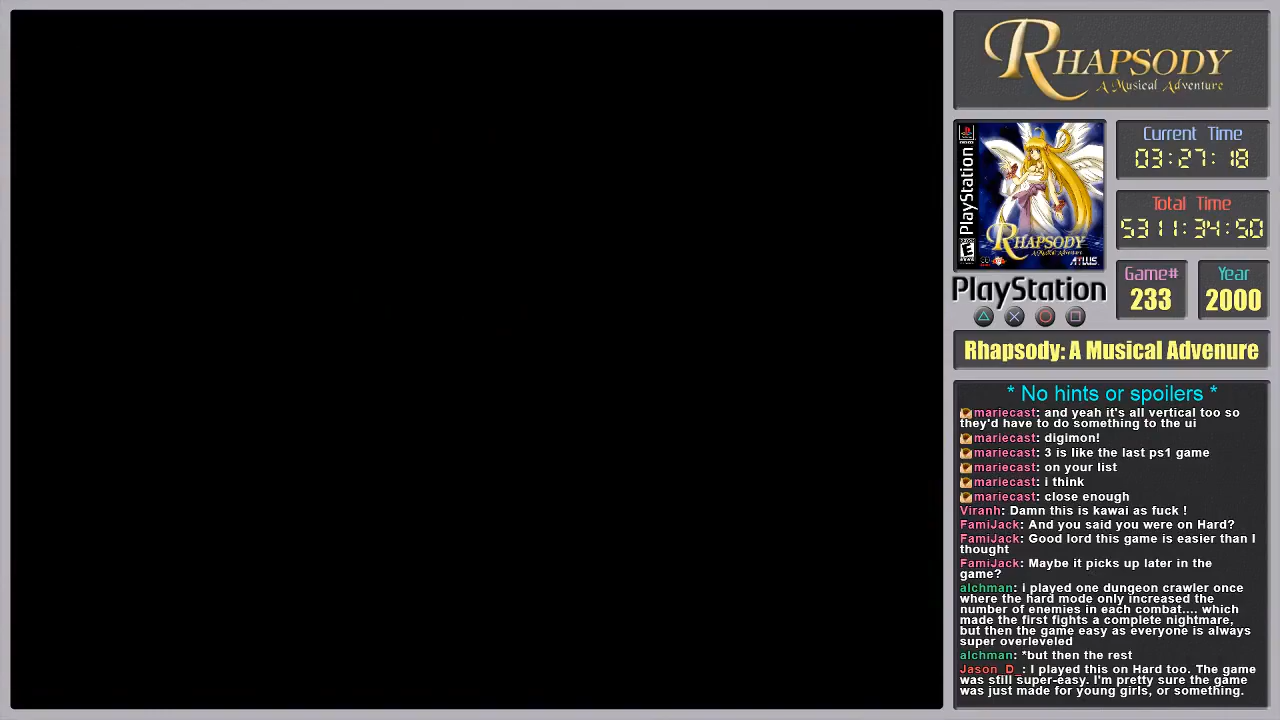 RHAPSODY
A Musical Adventure
PlayStation
RHAPSODY
A Musical Adventure
ATLUS
E
PlayStation
Current Time
03:27:18
Total Time
5311:34:50
Game#
233
Year
2000
Rhapsody: A Musical Advenure
* No hints or spoilers *
mariecast: and yeah it's all vertical too so
they'd have to do something to the ui
mariecast: digimon!
mariecast: 3 is like the last ps1 game
mariecast: on your list
mariecast: i think
mariecast: close enough
Viranh: Damn this is kawai as fuck !
FamiJack: And you said you were on Hard?
FamiJack: Good lord this game is easier than I
thought
FamiJack: Maybe it picks up later in the
game?
alchman: i played one dungeon crawler once
where the hard mode only increased the
number of enemies in each combat.... which
made the first fights a complete nightmare,
but then the game easy as everyone is always
super overleveled
alchman: *but then the rest
Jason_D_: I played this on Hard too. The game
was still super-easy. I'm pretty sure the game
was just made for young girls, or something.